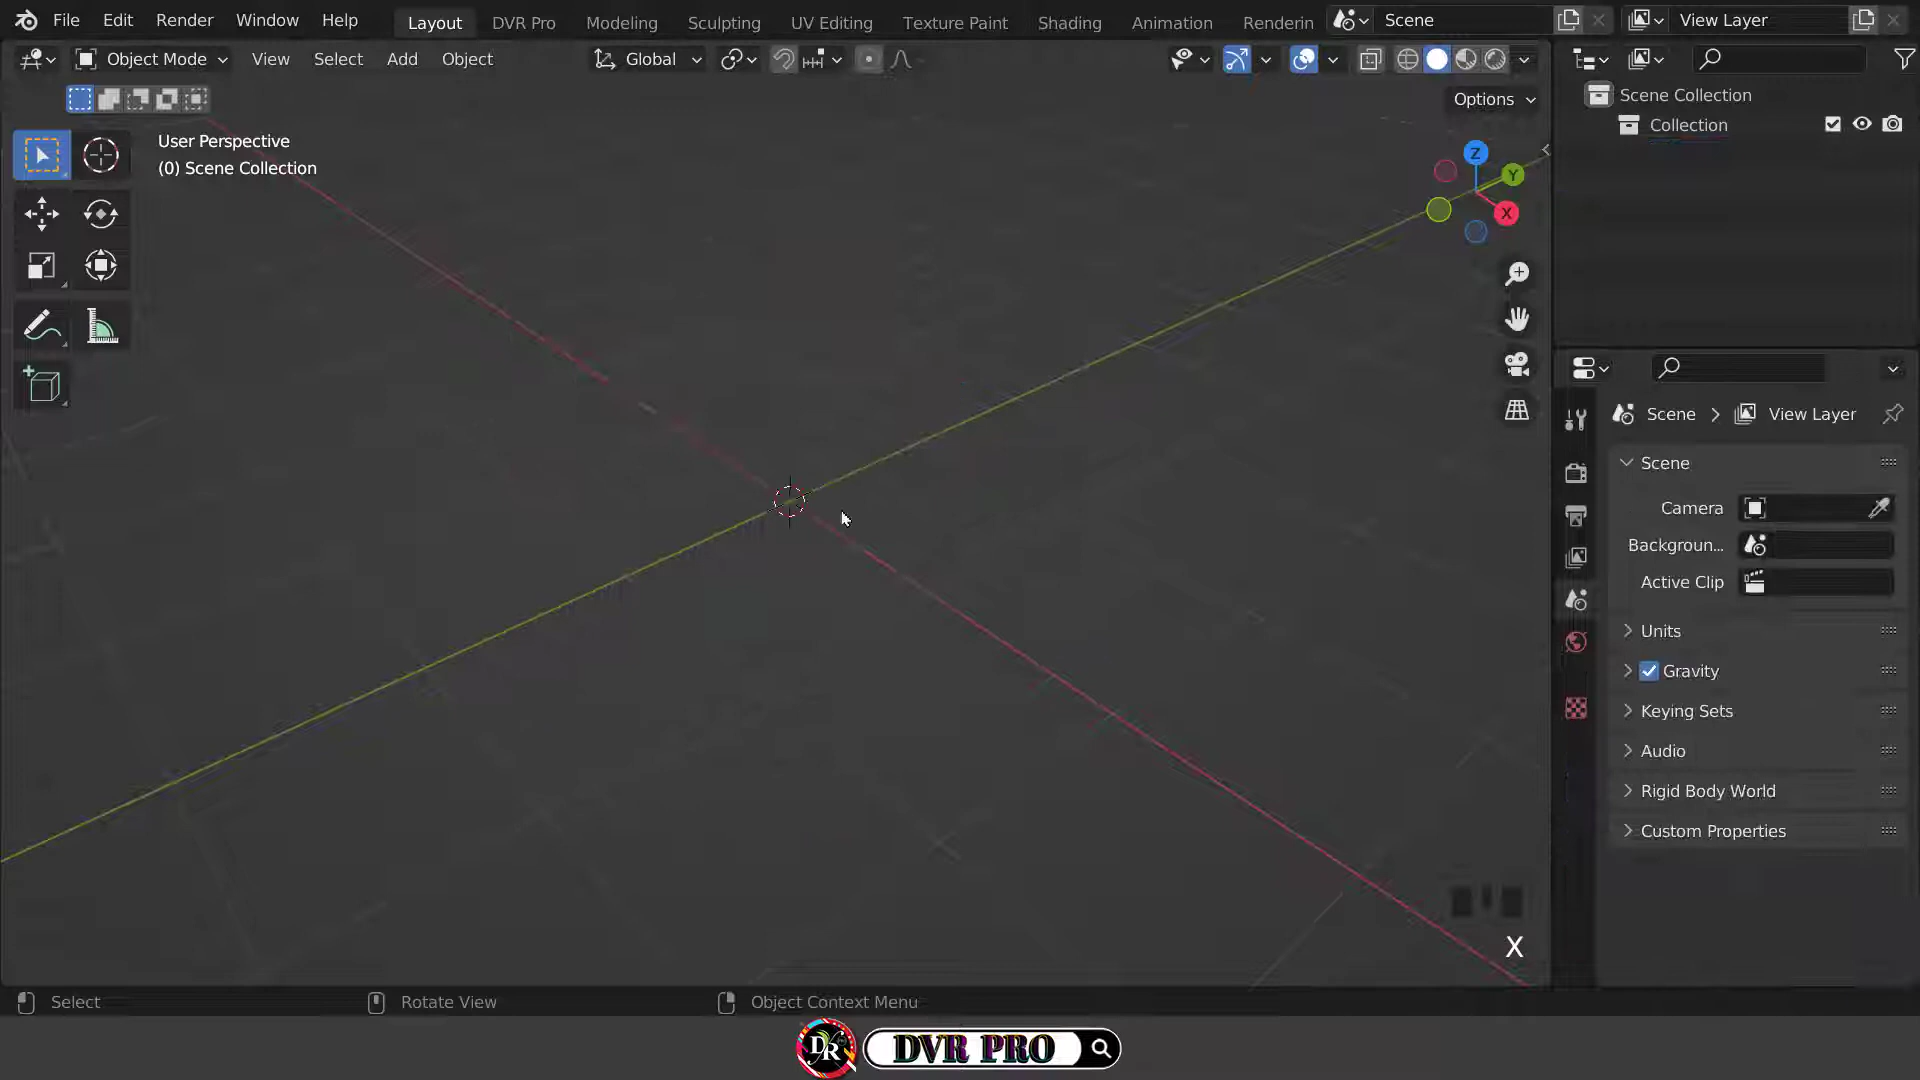 File Edit Render Window Help Layout DVR Pro Modeling Sculpting UV Editing Texture Paint Shading Animation Renderin Scene View Layer
Object Mode View Select Add Object Global
Options
User Perspective
(0) Scene Collection
Z
Y
X
Scene Collection
Collection
Scene > View Layer
Scene
Camera
Backgroun...
Active Clip
Units
Gravity
Keying Sets
Audio
Rigid Body World
Custom Properties
X
Select Rotate View Object Context Menu
DR DVR PRO